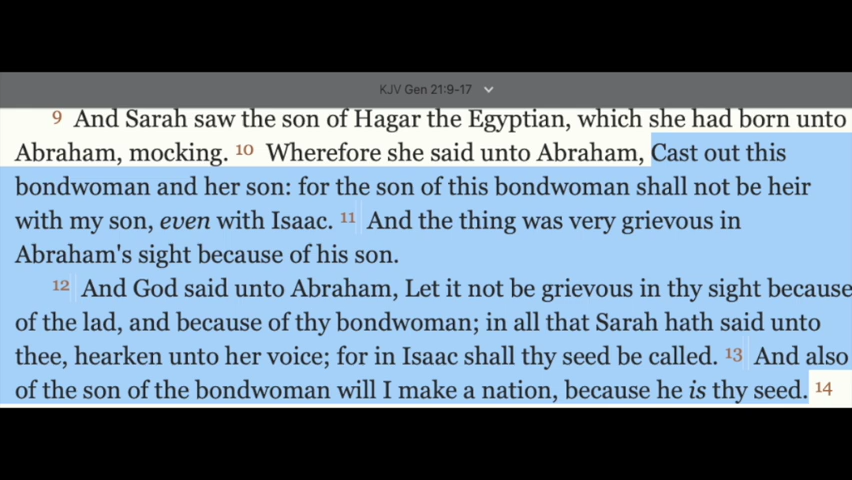 KJV Gen 21:9-17
9 And Sarah saw the son of Hagar the Egyptian, which she had born unto
Abraham, mocking. 10 Wherefore she said unto Abraham, Cast out this
bondwoman and her son: for the son of this bondwoman shall not be heir
with my son, even with Isaac. 11 And the thing was very grievous in
Abraham's sight because of his son.
12 And God said unto Abraham, Let it not be grievous in thy sight because
of the lad, and because of thy bondwoman; in all that Sarah hath said unto
thee, hearken unto her voice; for in Isaac shall thy seed be called. 13 And also
of the son of the bondwoman will I make a nation, because he is thy seed. 14